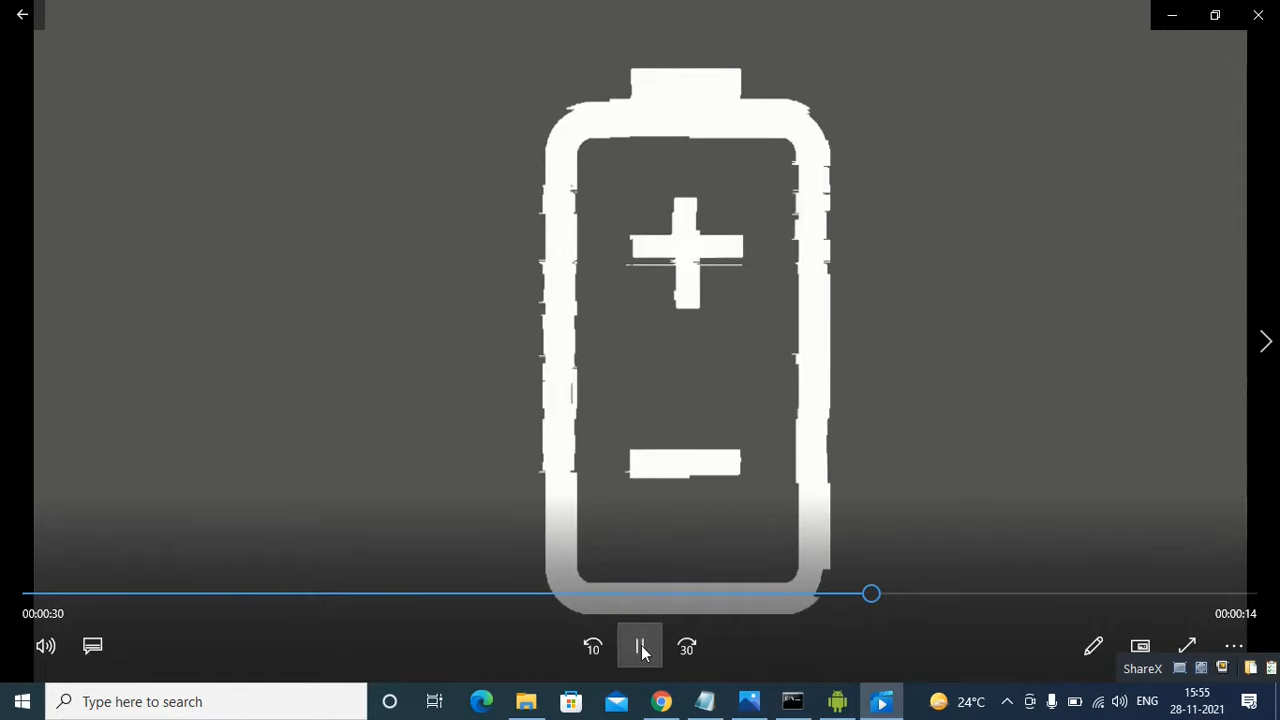 00:00:30
00:00:14
10
30
ShareX
Type here to search
24°C
ENG
15:55
28-11-2021